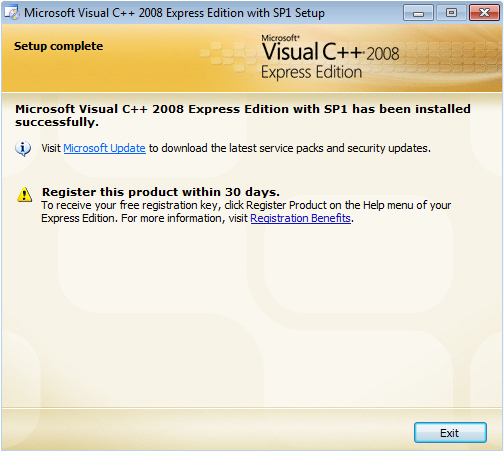 Microsoft Visual C++ 2008 Express Edition with SP1 Setup
Setup complete
Microsoft®
Visual C++ 2008
Express Edition
Microsoft Visual C++ 2008 Express Edition with SP1 has been installed
successfully.
Visit Microsoft Update to download the latest service packs and security updates.
Register this product within 30 days.
To receive your free registration key, click Register Product on the Help menu of your
Express Edition. For more information, visit Registration Benefits.
Exit